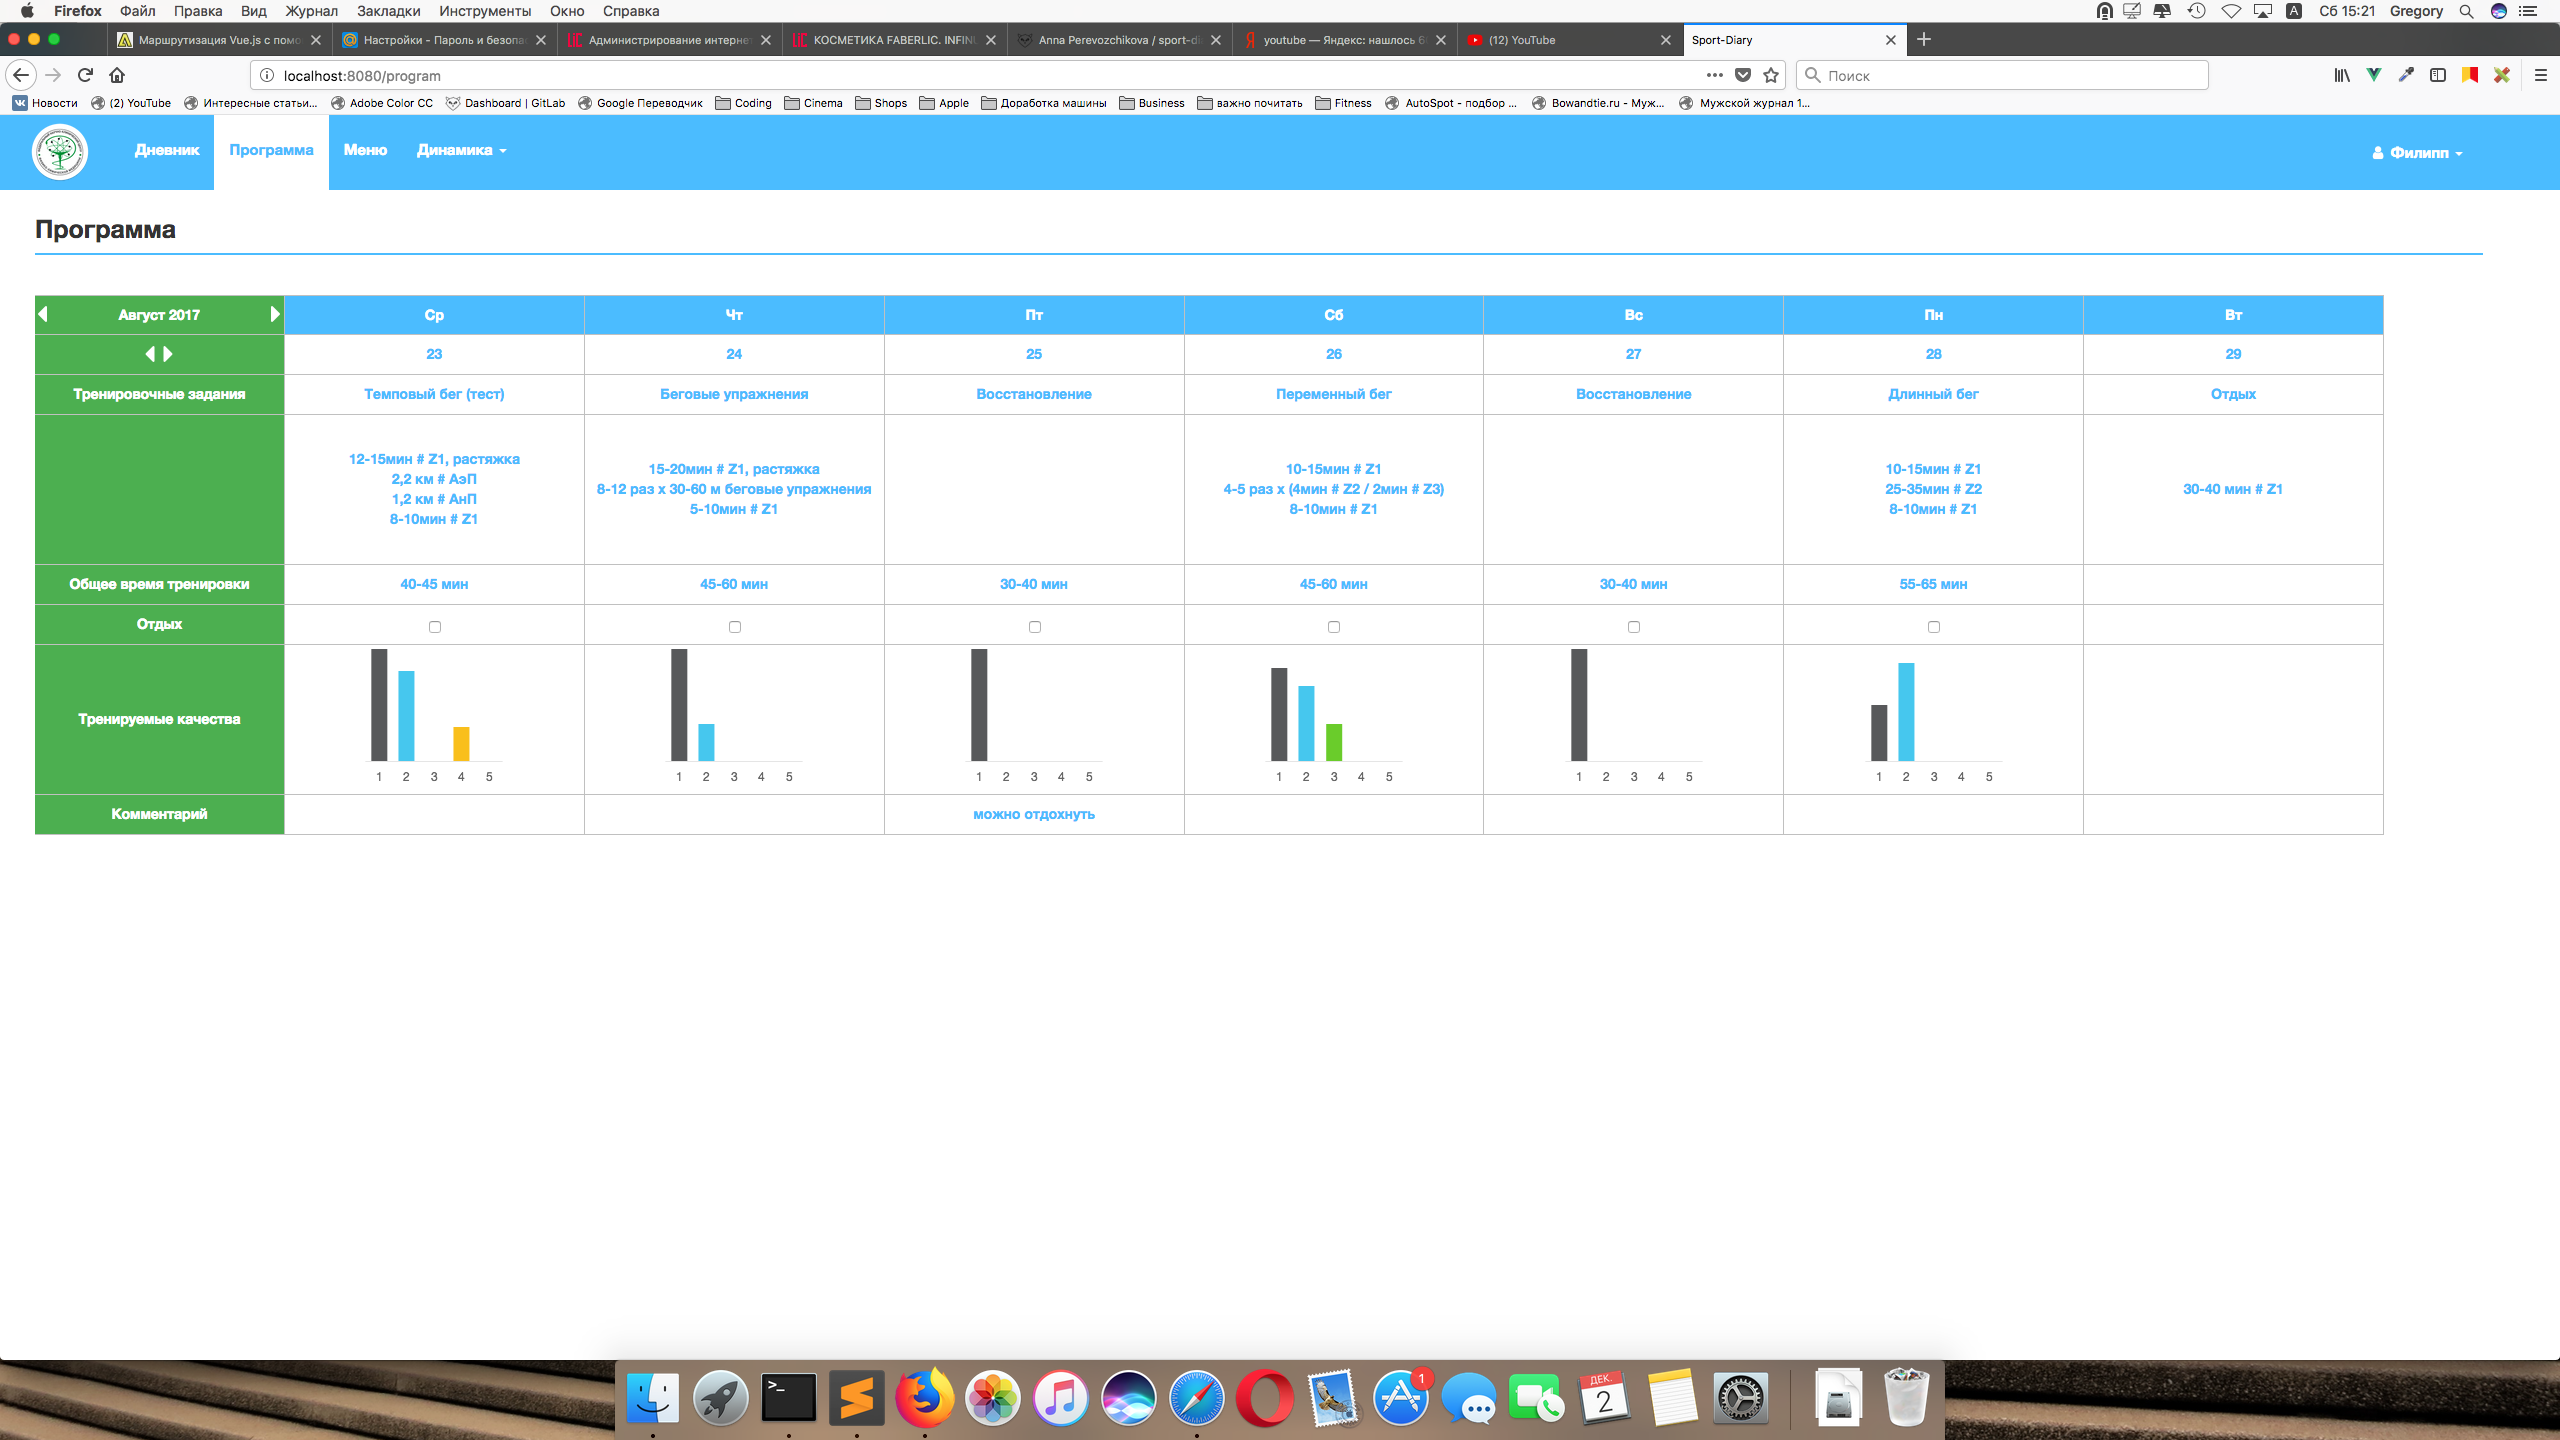 Firefox Файл Правка Вид Журнал Закладки Инструменты Окно Справка
A Сб 15:21 Gregory
Маршрутизация Vue.js с помо
Настройки - Пароль и безопа
Администрирование интерне
КОСМЕТИКА FABERLIC. INFINI
Anna Perevozchikova / sport-di
youtube — Яндекс: нашлось 6
(12) YouTube
Sport-Diary
localhost:8080/program
Поиск
Новости (2) YouTube Интересные статьи... Adobe Color CC Dashboard | GitLab Google Переводчик Coding Cinema Shops Apple Доработка машины Business важно почитать Fitness AutoSpot - подбор ... Bowandtie.ru - Муж... Мужской журнал 1...
Дневник Программа Меню Динамика Филипп
Программа
Август 2017 Ср Чт Пт Сб Вс Пн Вт
23 24 25 26 27 28 29
Тренировочные задания Темповый бег (тест) Беговые упражнения Восстановление Переменный бег Восстановление Длинный бег Отдых
12-15мин # Z1, растяжка
2,2 км # АэП
1,2 км # АнП
8-10мин # Z1
15-20мин # Z1, растяжка
8-12 раз x 30-60 м беговые упражнения
5-10мин # Z1
10-15мин # Z1
4-5 раз x (4мин # Z2 / 2мин # Z3)
8-10мин # Z1
10-15мин # Z1
25-35мин # Z2
8-10мин # Z1
30-40 мин # Z1
Общее время тренировки 40-45 мин 45-60 мин 30-40 мин 45-60 мин 30-40 мин 55-65 мин
Отдых
Тренируемые качества
1 2 3 4 5
1 2 3 4 5
1 2 3 4 5
1 2 3 4 5
1 2 3 4 5
1 2 3 4 5
Комментарий можно отдохнуть
1
ДЕК.
2